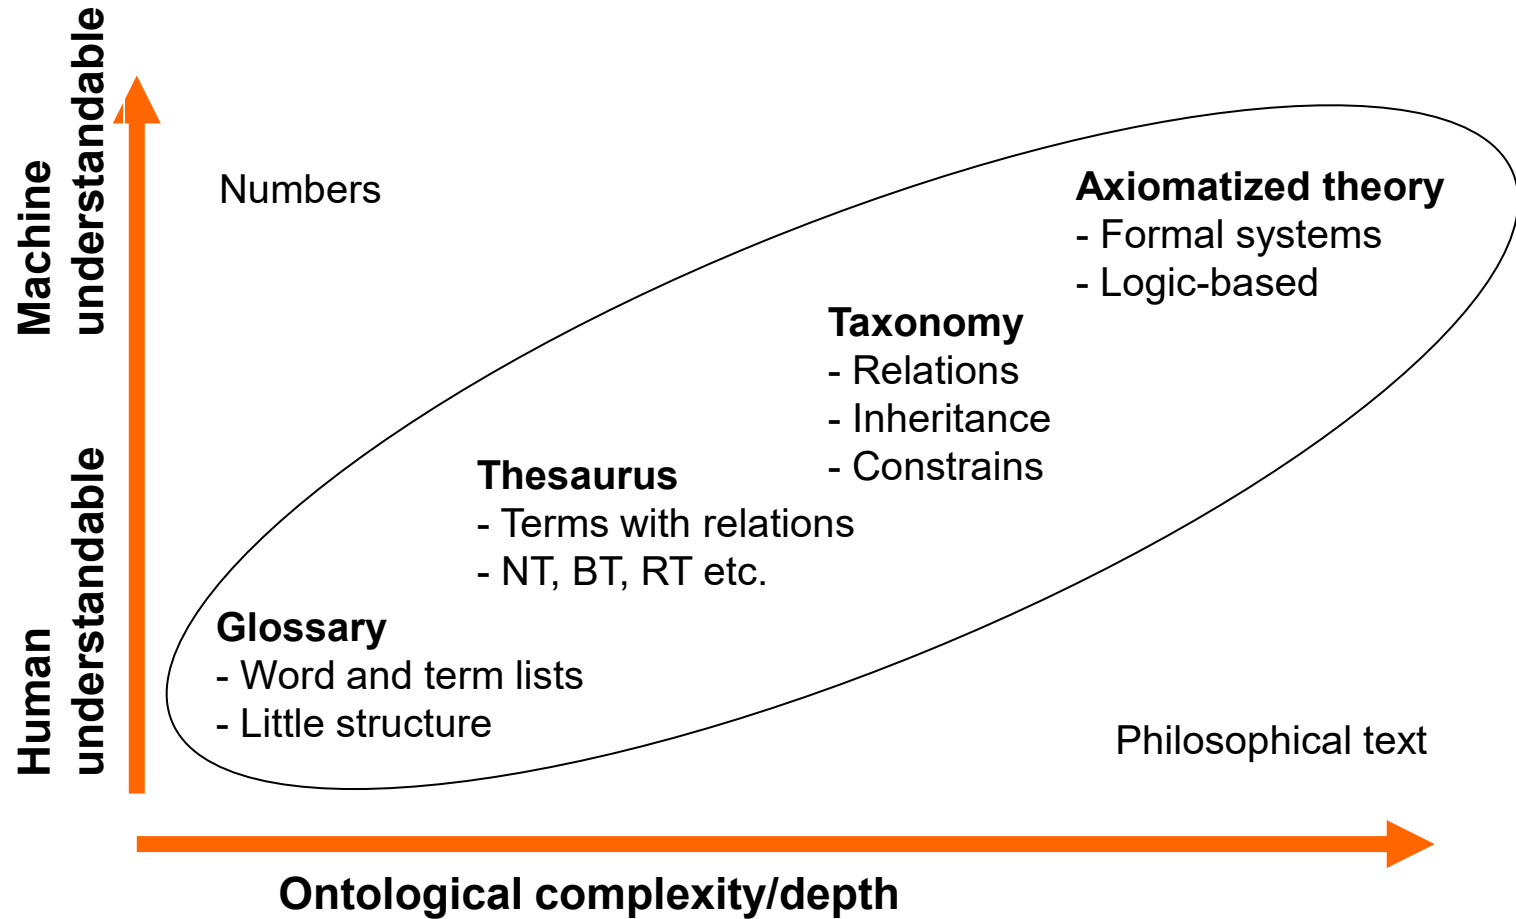 Machine
understandable
Human
understandable
Numbers
Axiomatized theory
- Formal systems
- Logic-based
Taxonomy
- Relations
- Inheritance
- Constrains
Thesaurus
- Terms with relations
- NT, BT, RT etc.
Glossary
- Word and term lists
- Little structure
Philosophical text
Ontological complexity/depth